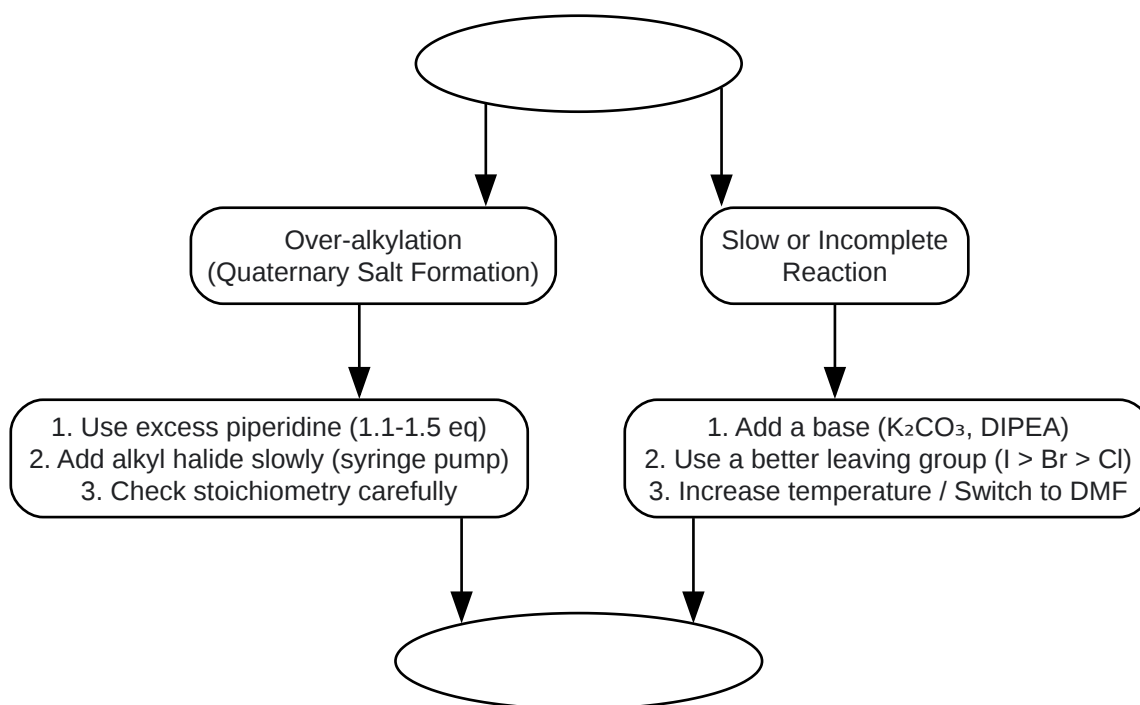 Over-alkylation
(Quaternary Salt Formation)
Slow or Incomplete
Reaction
1. Use excess piperidine (1.1-1.5 eq)
2. Add alkyl halide slowly (syringe pump)
3. Check stoichiometry carefully
1. Add a base (K₂CO₃, DIPEA)
2. Use a better leaving group (I > Br > Cl)
3. Increase temperature / Switch to DMF